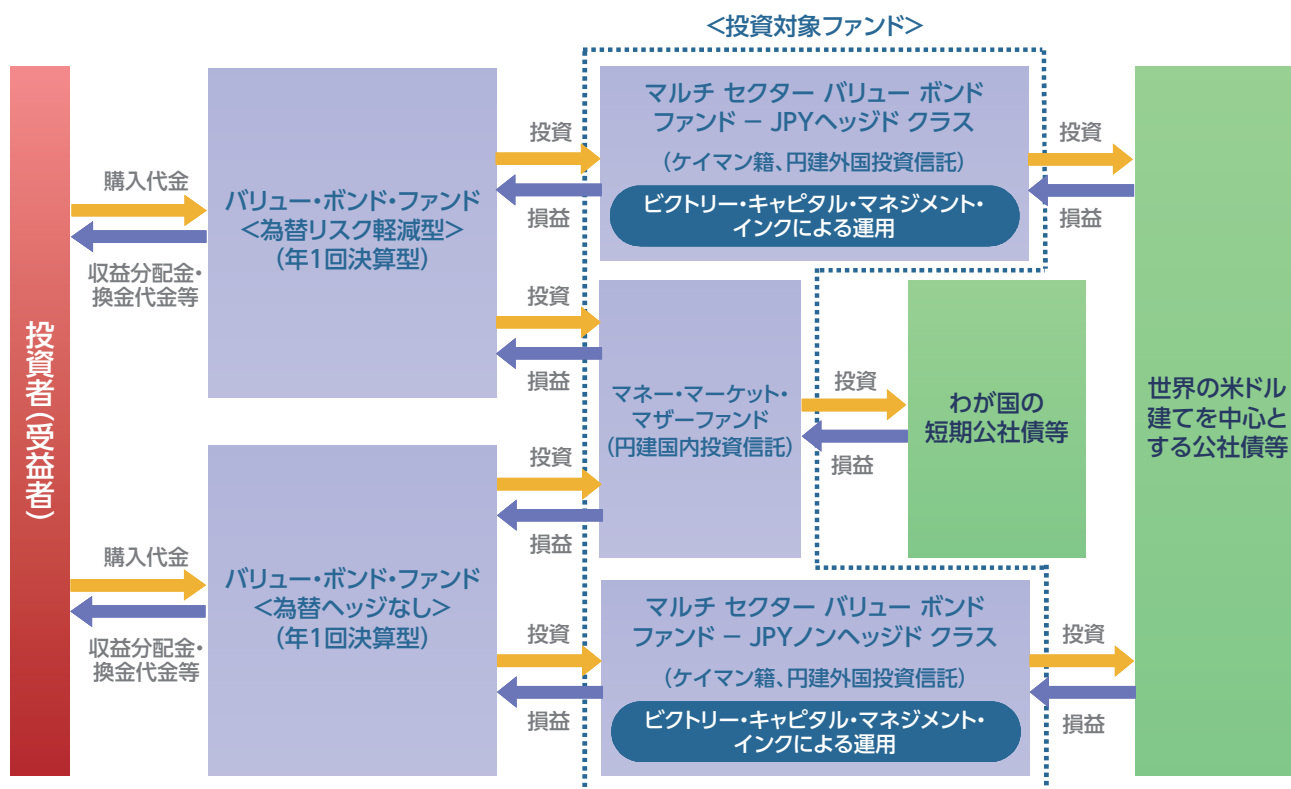 ＜投資対象ファンド＞
投資者（受益者）
購入代金
収益分配金・
換金代金等
バリュー・ボンド・ファンド
＜為替リスク軽減型＞
（年1回決算型）
投資
損益
マルチ セクター バリュー ボンド
ファンド － JPYヘッジド クラス
（ケイマン籍、円建外国投資信託）
ビクトリー・キャピタル・マネジメント・
インクによる運用
投資
損益
投資
損益
マネー・マーケット・
マザーファンド
（円建国内投資信託）
投資
損益
わが国の
短期公社債等
世界の米ドル
建てを中心と
する公社債等
投資
損益
購入代金
収益分配金・
換金代金等
バリュー・ボンド・ファンド
＜為替ヘッジなし＞
（年1回決算型）
投資
損益
マルチ セクター バリュー ボンド
ファンド － JPYノンヘッジド クラス
（ケイマン籍、円建外国投資信託）
ビクトリー・キャピタル・マネジメント・
インクによる運用
投資
損益